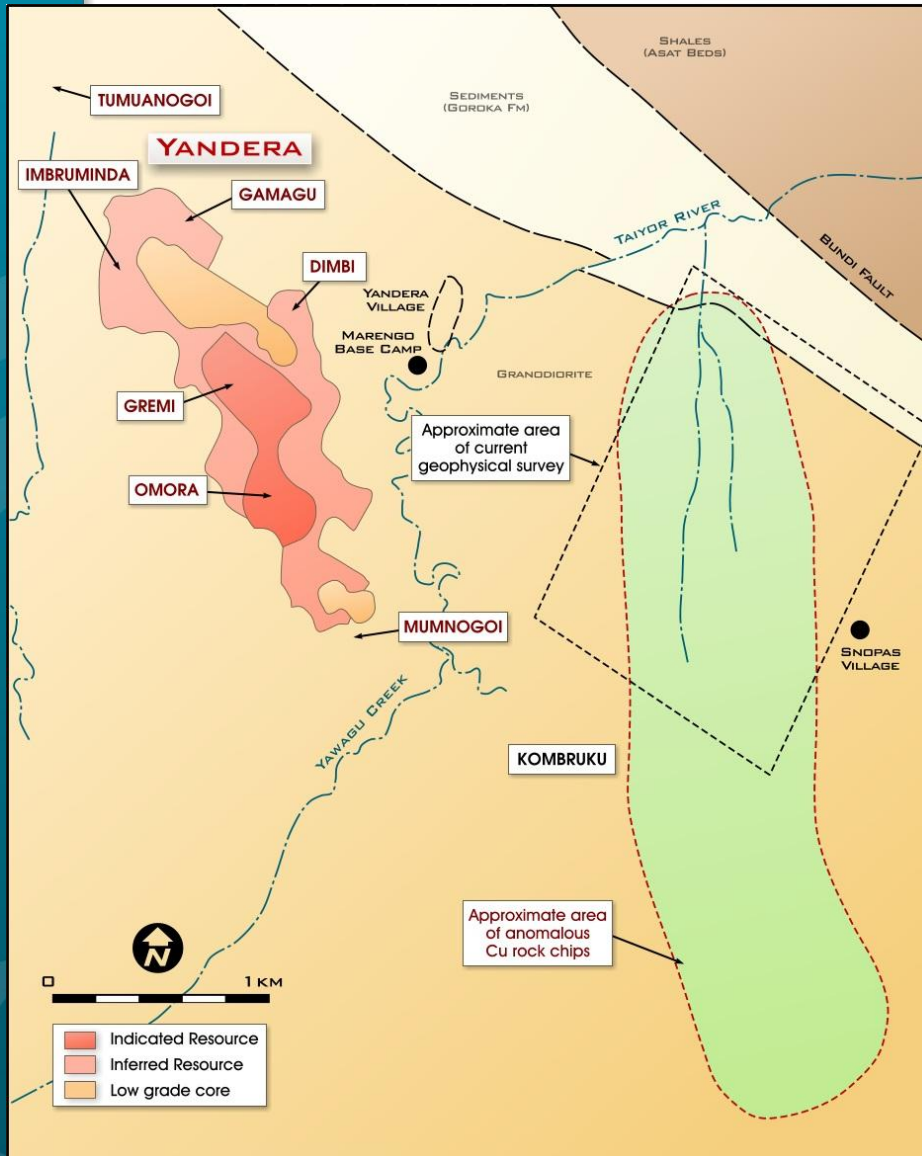 SHALES
(ASAT BEDS)
SEDIMENTS
(GOROKA FM)
TUMUANOGOI
YANDERA
IMBRUMINDA
GAMAGU
TAIYOR RIVER
BUNDI FAULT
DIMBI
YANDERA
VILLAGE
MARENGO
BASE CAMP
GRANODIORITE
GREMI
Approximate area
of current
geophysical survey
OMORA
MUMNOGOI
SNOPAS
VILLAGE
YAWAGU CREEK
KOMBRUKU
Approximate area
of anomalous
Cu rock chips
N
0 1 KM
Indicated Resource
Inferred Resource
Low grade core